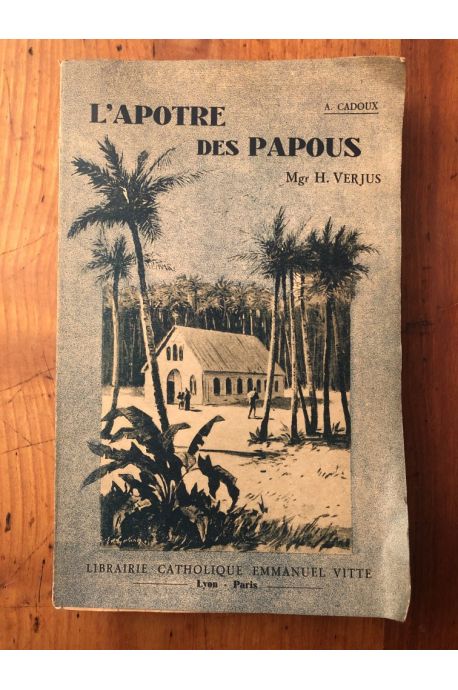 A. CADOUX
L'APOTRE
DES PAPOUS
Mgr H. VERJUS
LIBRAIRIE CATHOLIQUE EMMANUEL VITTE
Lyon - Paris